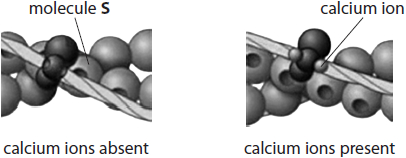 molecule S
calcium ion
calcium ions absent
calcium ions present